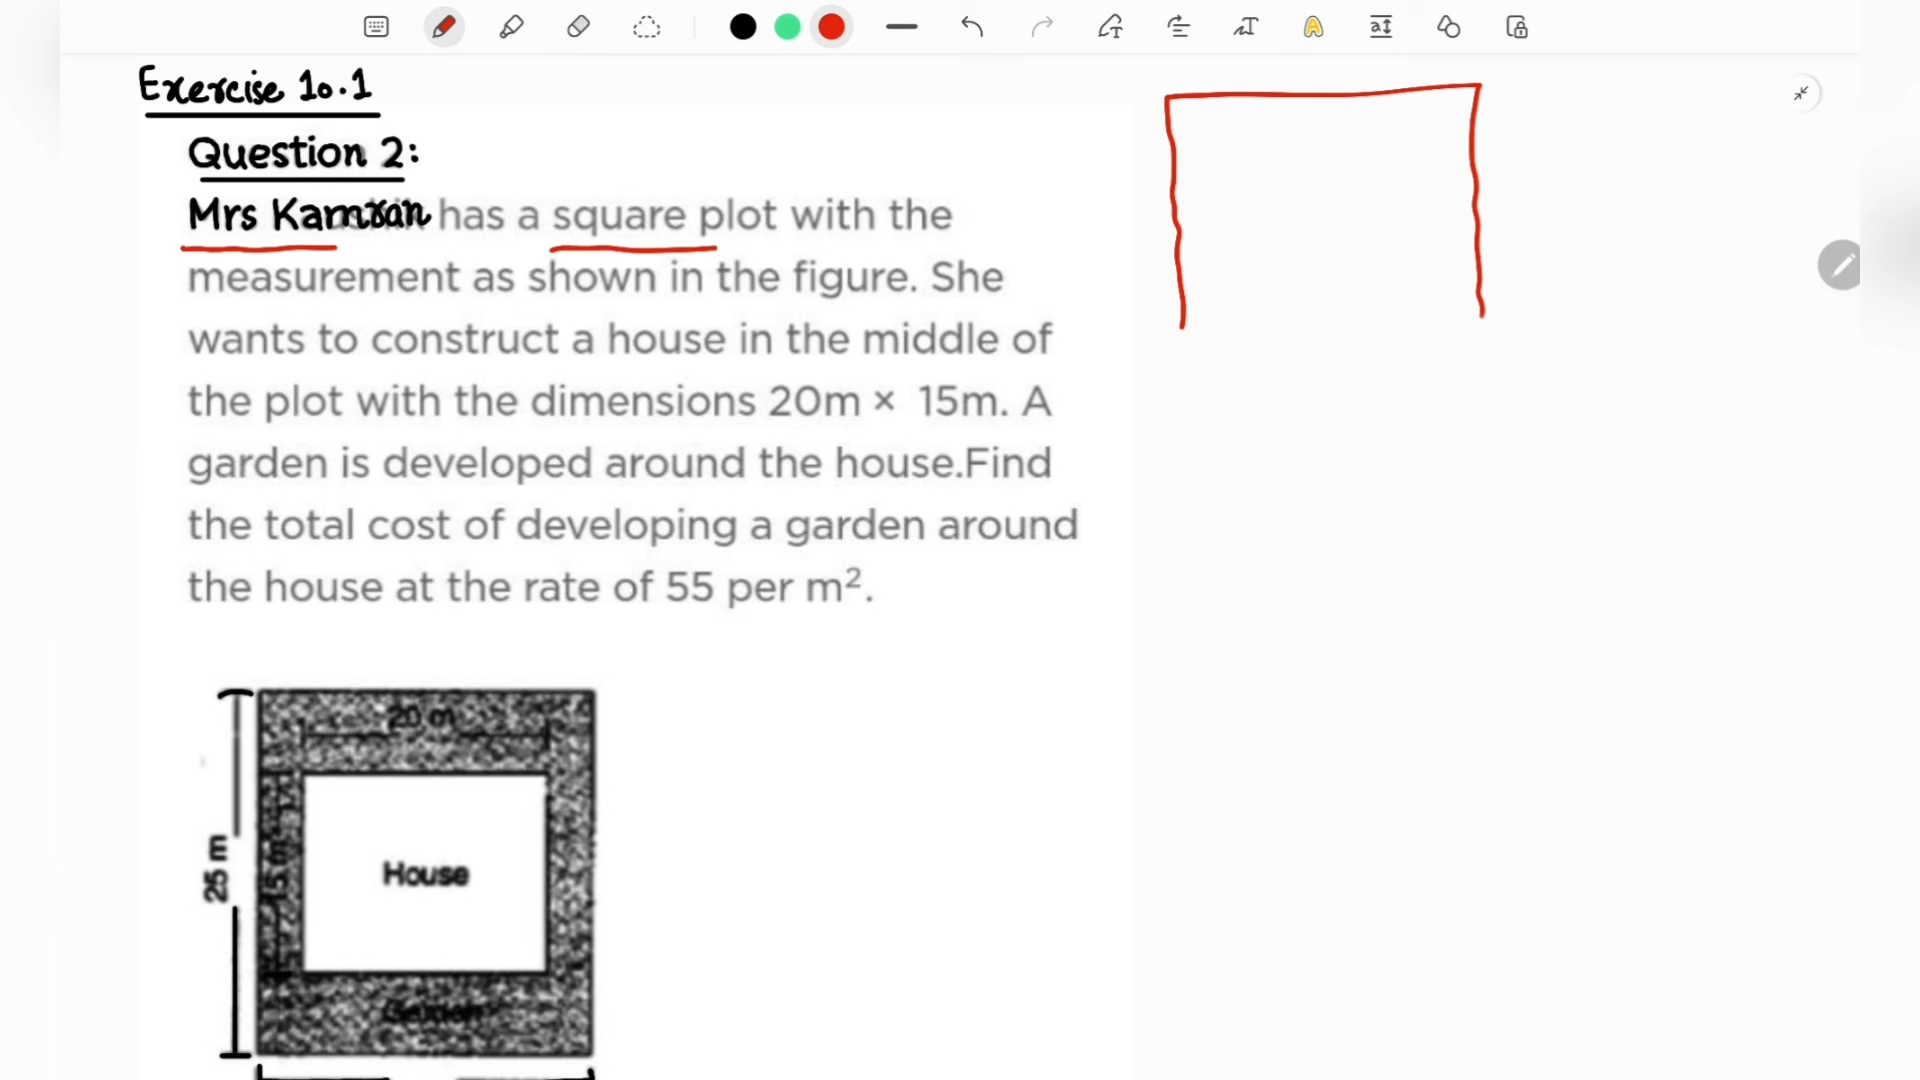 Exercise 10.1
Question 2:
Mrs Kamran has a square plot with the
measurement as shown in the figure. She
wants to construct a house in the middle of
the plot with the dimensions 20m × 15m. A
garden is developed around the house.Find
the total cost of developing a garden around
the house at the rate of 55 per m².
20 m
25 m
15 m
House
Garden